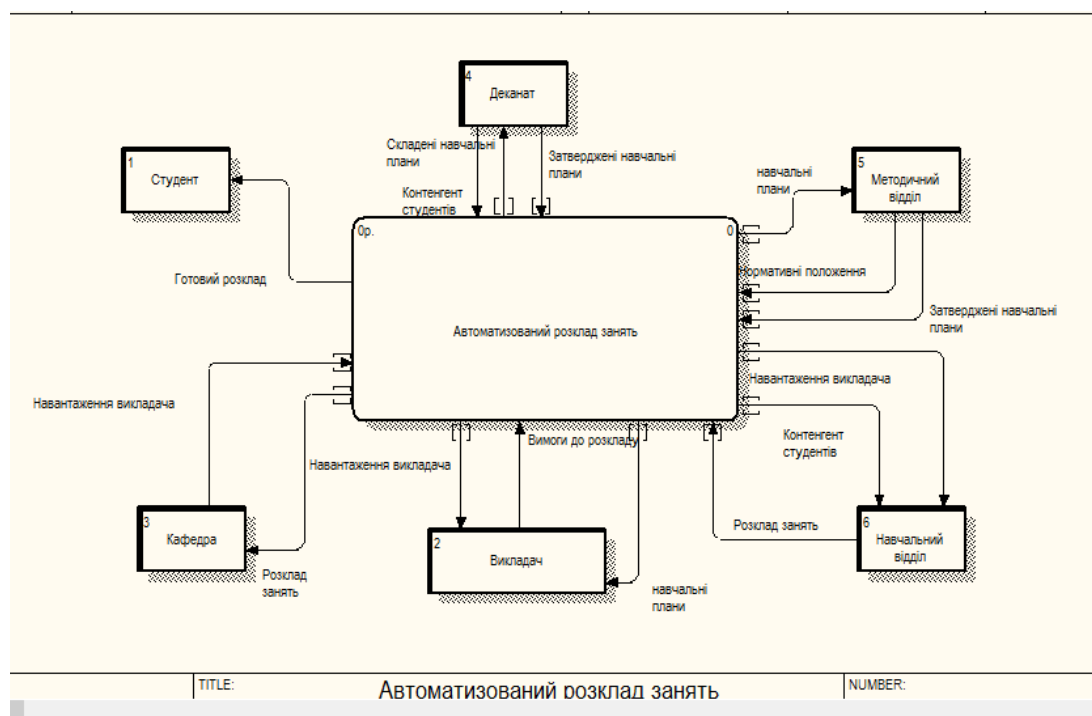 4
Деканат
Складені навчальні
плани
Затверджені навчальні
плани
1
Студент
Контенгент
студентів
навчальні
плани
5
Методичний
відділ
0р.
0
Готовий розклад
Нормативні положення
Затверджені навчальні
плани
Автоматизований розклад занять
Навантаження викладача
Навантаження викладача
Вимоги до розкладу
Контенгент
студентів
Навантаження викладача
3
Кафедра
Розклад
занять
2
Викладач
навчальні
плани
Розклад занять
6
Навчальний
відділ
TITLE:
Автоматизований розклад занять
NUMBER: